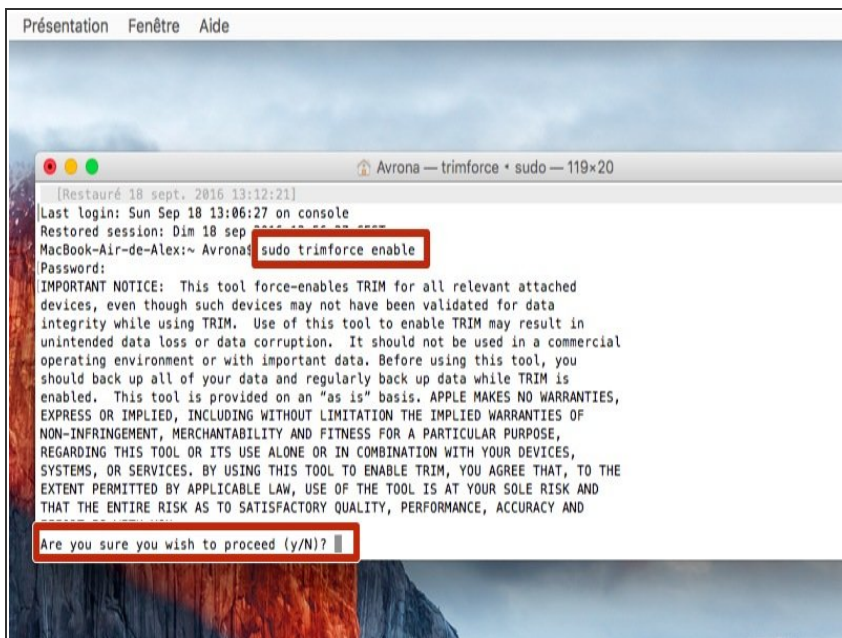 Présentation Fenêtre Aide
Avrona — trimforce ◂ sudo — 119×20
[Restauré 18 sept. 2016 13:12:21]
Last login: Sun Sep 18 13:06:27 on console
Restored session: Dim 18 sep
MacBook-Air-de-Alex:~ Avrona$ sudo trimforce enable
Password:
IMPORTANT NOTICE:  This tool force-enables TRIM for all relevant attached
devices, even though such devices may not have been validated for data
integrity while using TRIM.  Use of this tool to enable TRIM may result in
unintended data loss or data corruption.  It should not be used in a commercial
operating environment or with important data. Before using this tool, you
should back up all of your data and regularly back up data while TRIM is
enabled.  This tool is provided on an “as is” basis. APPLE MAKES NO WARRANTIES,
EXPRESS OR IMPLIED, INCLUDING WITHOUT LIMITATION THE IMPLIED WARRANTIES OF
NON-INFRINGEMENT, MERCHANTABILITY AND FITNESS FOR A PARTICULAR PURPOSE,
REGARDING THIS TOOL OR ITS USE ALONE OR IN COMBINATION WITH YOUR DEVICES,
SYSTEMS, OR SERVICES. BY USING THIS TOOL TO ENABLE TRIM, YOU AGREE THAT, TO THE
EXTENT PERMITTED BY APPLICABLE LAW, USE OF THE TOOL IS AT YOUR SOLE RISK AND
THAT THE ENTIRE RISK AS TO SATISFACTORY QUALITY, PERFORMANCE, ACCURACY AND
Are you sure you wish to proceed (y/N)?